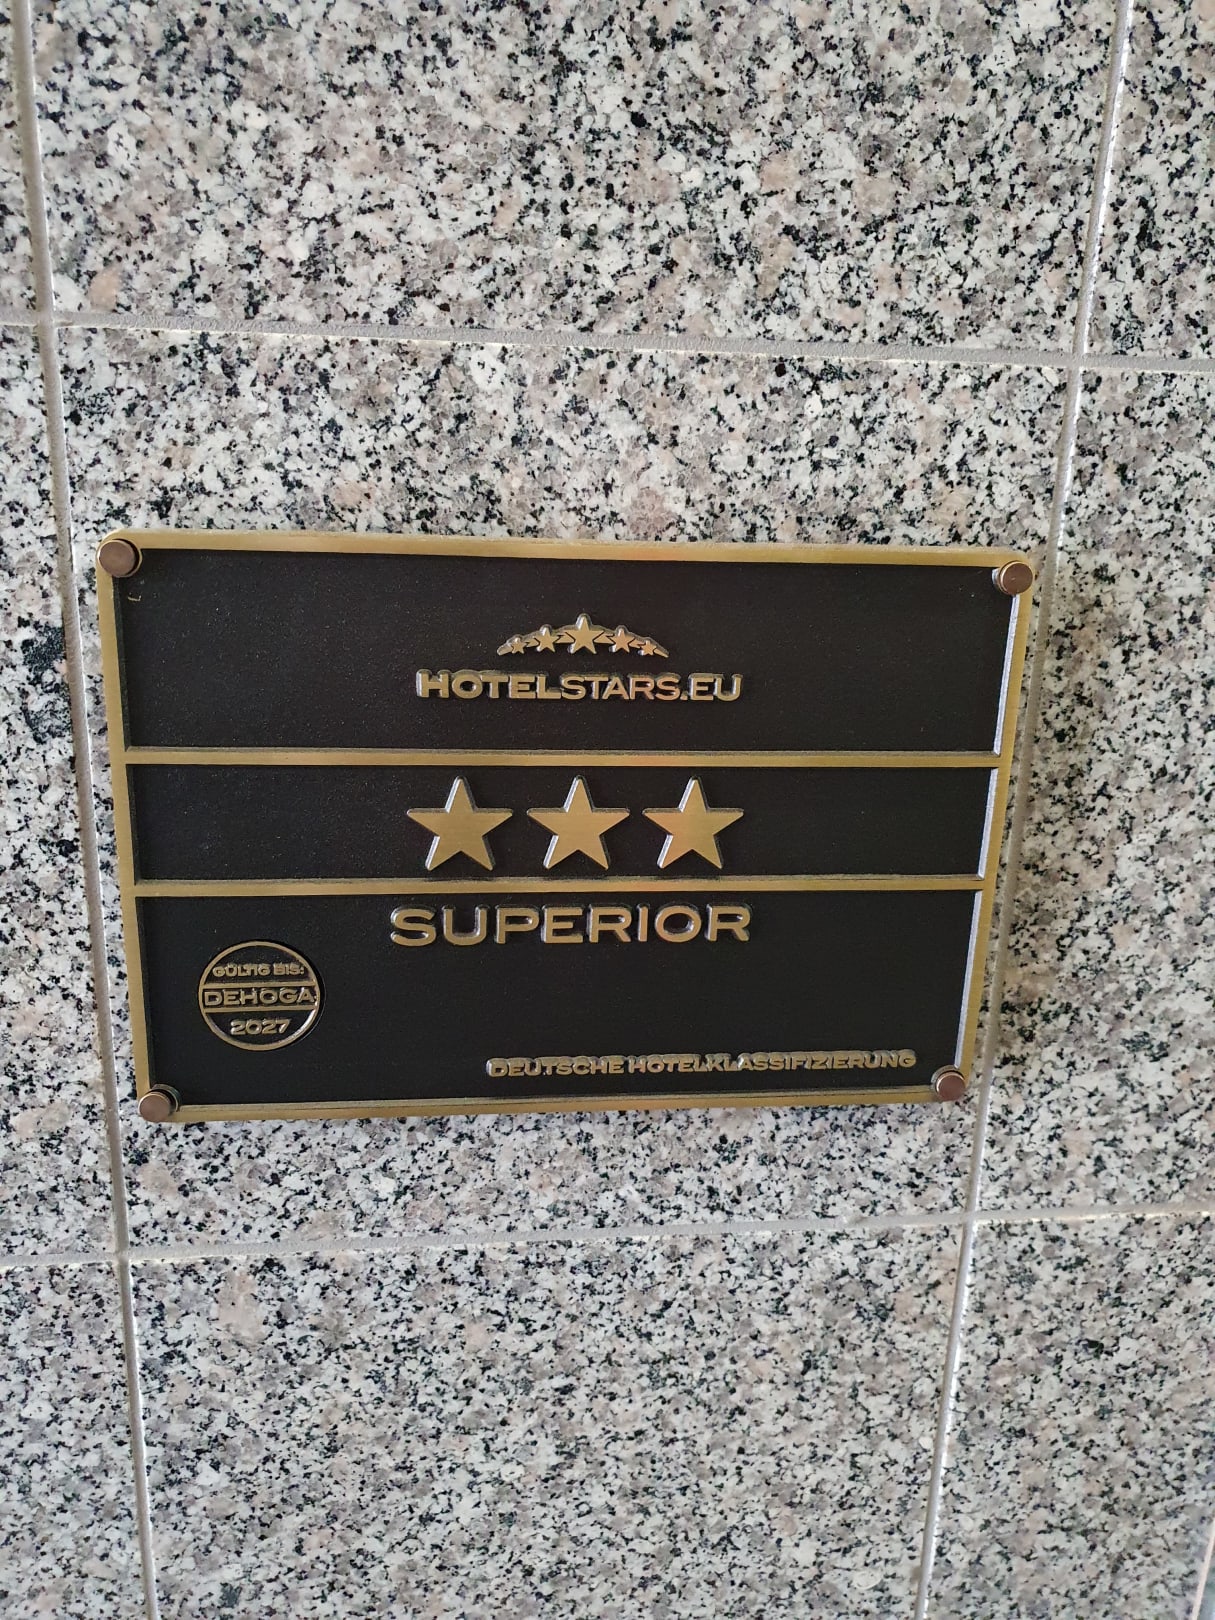 HOTELSTARS.EU
SUPERIOR
GÜLTIG BIS:
DEHOGA
2027
DEUTSCHE HOTELKLASSIFIZIERUNG